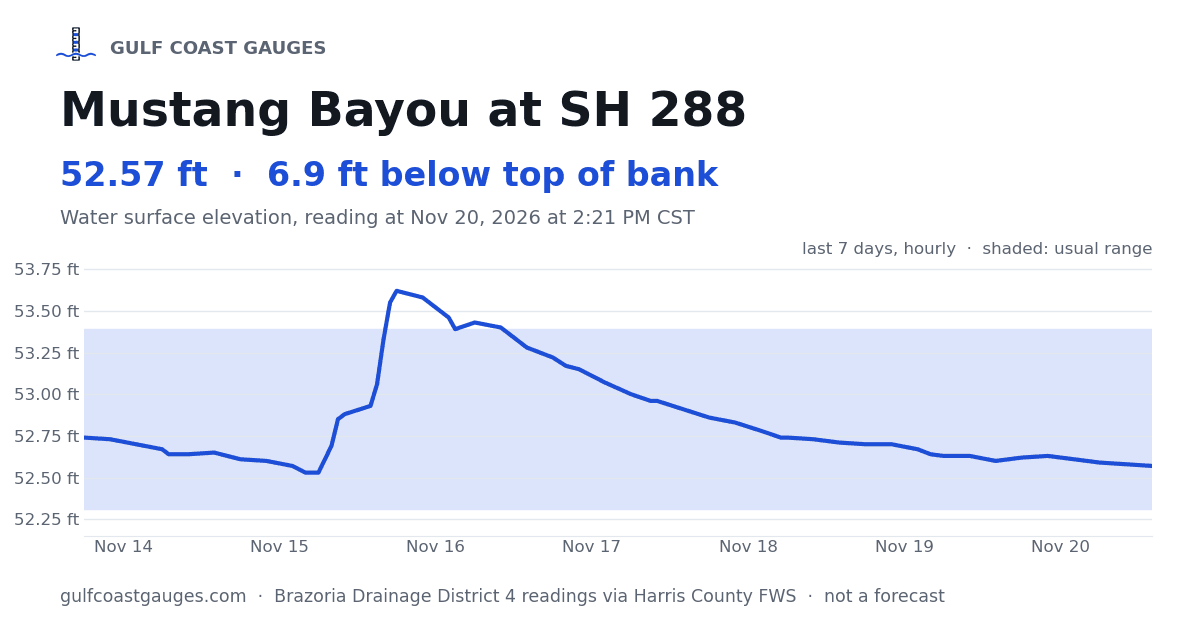 GULF COAST GAUGES
Mustang Bayou at SH 288
52.57 ft · 6.9 ft below top of bank
Water surface elevation, reading at Nov 20, 2026 at 2:21 PM CST
last 7 days, hourly · shaded: usual range
53.75 ft
53.50 ft
53.25 ft
53.00 ft
52.75 ft
52.50 ft
52.25 ft
Nov 14 Nov 15 Nov 16 Nov 17 Nov 18 Nov 19 Nov 20
gulfcoastgauges.com · Brazoria Drainage District 4 readings via Harris County FWS · not a forecast